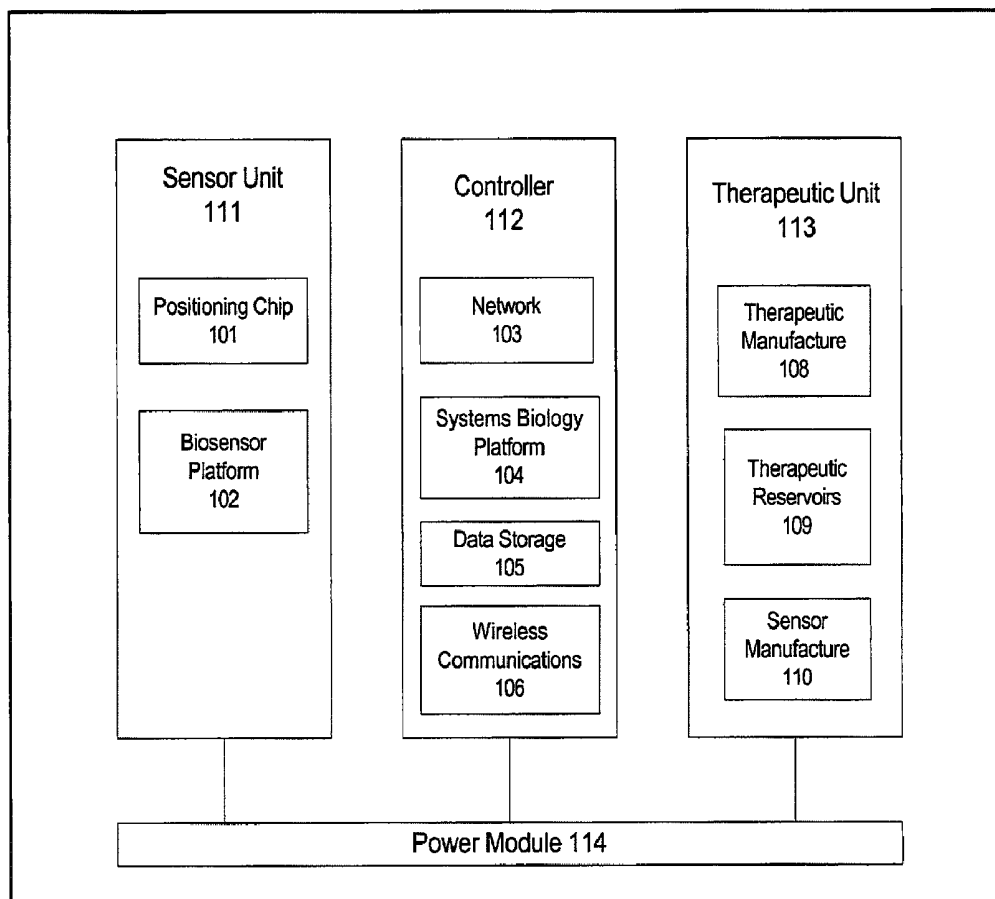 Sensor Unit
111
Positioning Chip
101
Biosensor
Platform
102
Controller
112
Network
103
Systems Biology
Platform
104
Data Storage
105
Wireless
Communications
106
Therapeutic Unit
113
Therapeutic
Manufacture
108
Therapeutic
Reservoirs
109
Sensor
Manufacture
110
Power Module 114